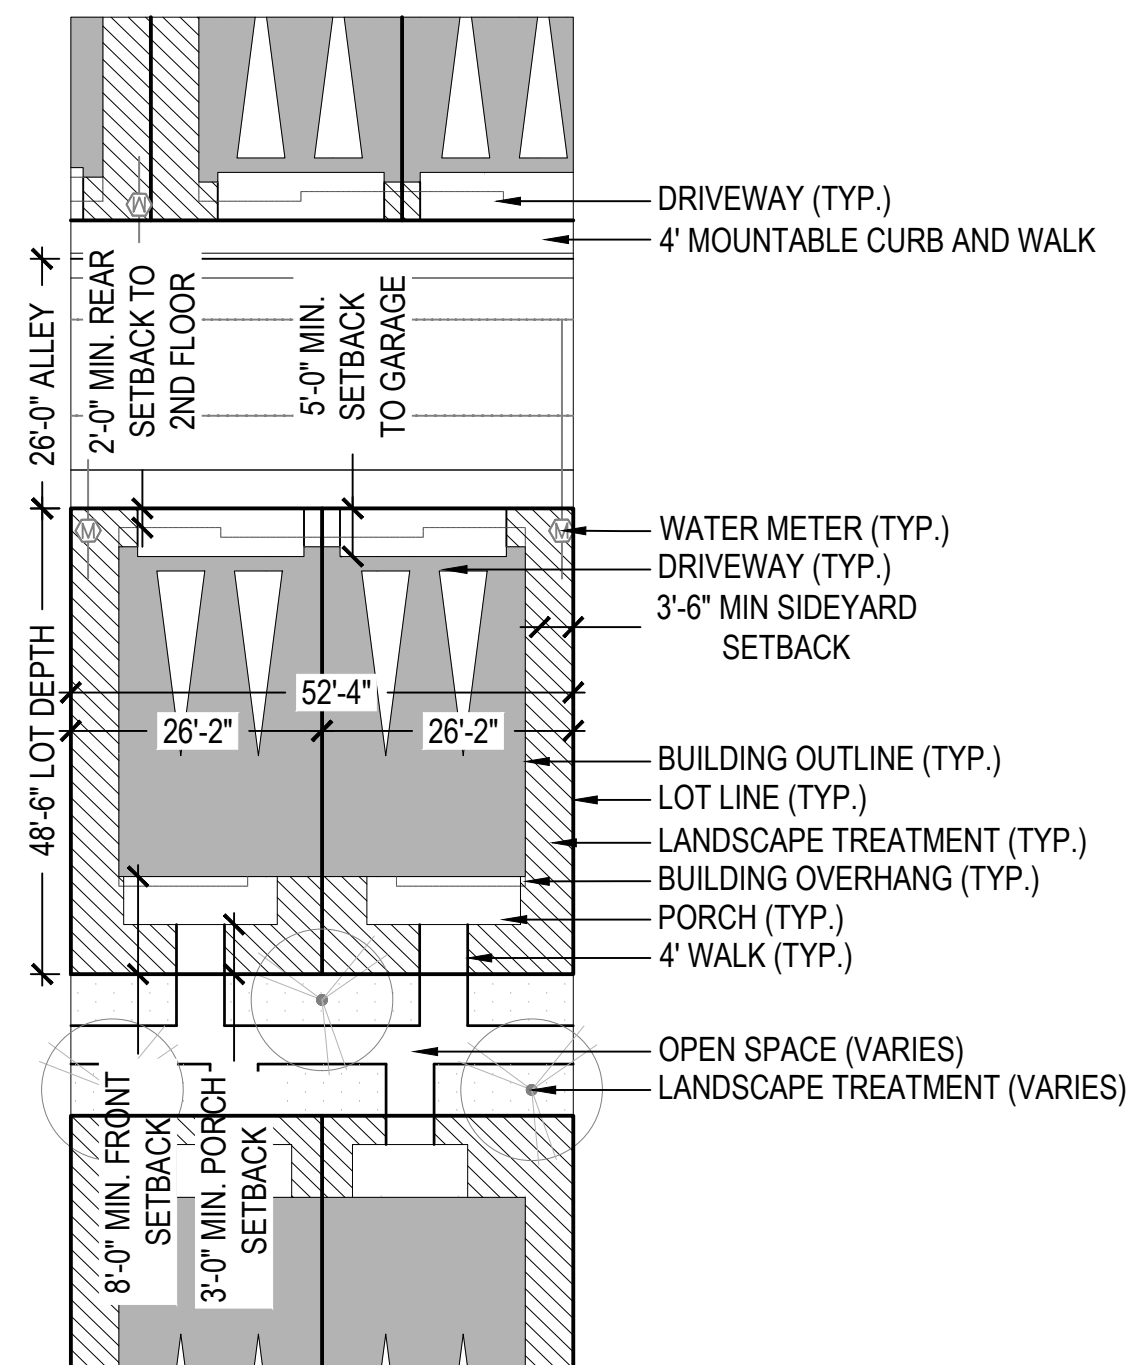 DRIVEWAY (TYP.)
4' MOUNTABLE CURB AND WALK
M
26'-0" ALLEY
2'-0" MIN. REAR
SETBACK TO
2ND FLOOR
5'-0" MIN.
SETBACK
TO GARAGE
M
M
WATER METER (TYP.)
DRIVEWAY (TYP.)
3'-6" MIN SIDEYARD
SETBACK
48'-6" LOT DEPTH
52'-4"
26'-2"
26'-2"
BUILDING OUTLINE (TYP.)
LOT LINE (TYP.)
LANDSCAPE TREATMENT (TYP.)
BUILDING OVERHANG (TYP.)
PORCH (TYP.)
4' WALK (TYP.)
OPEN SPACE (VARIES)
LANDSCAPE TREATMENT (VARIES)
8'-0" MIN. FRONT
SETBACK
3'-0" MIN. PORCH
SETBACK